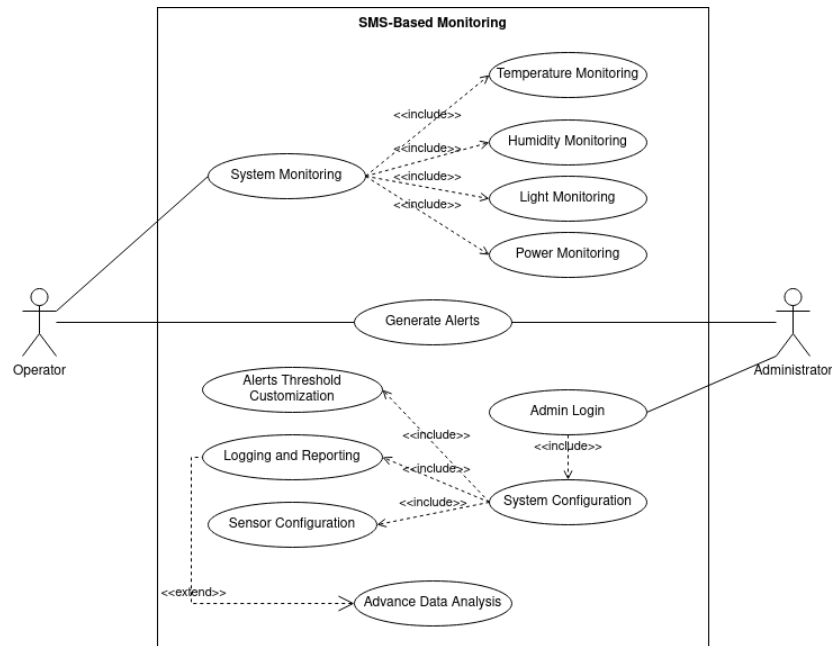 SMS-Based Monitoring
Temperature Monitoring
<<include>>
Humidity Monitoring
<<include>>
System Monitoring
<<include>>
Light Monitoring
<<include>>
Power Monitoring
Generate Alerts
Operator
Administrator
Alerts Threshold
Customization
Admin Login
<<include>>
<<include>>
Logging and Reporting
<<include>>
System Configuration
<<include>>
Sensor Configuration
<<extend>>
Advance Data Analysis